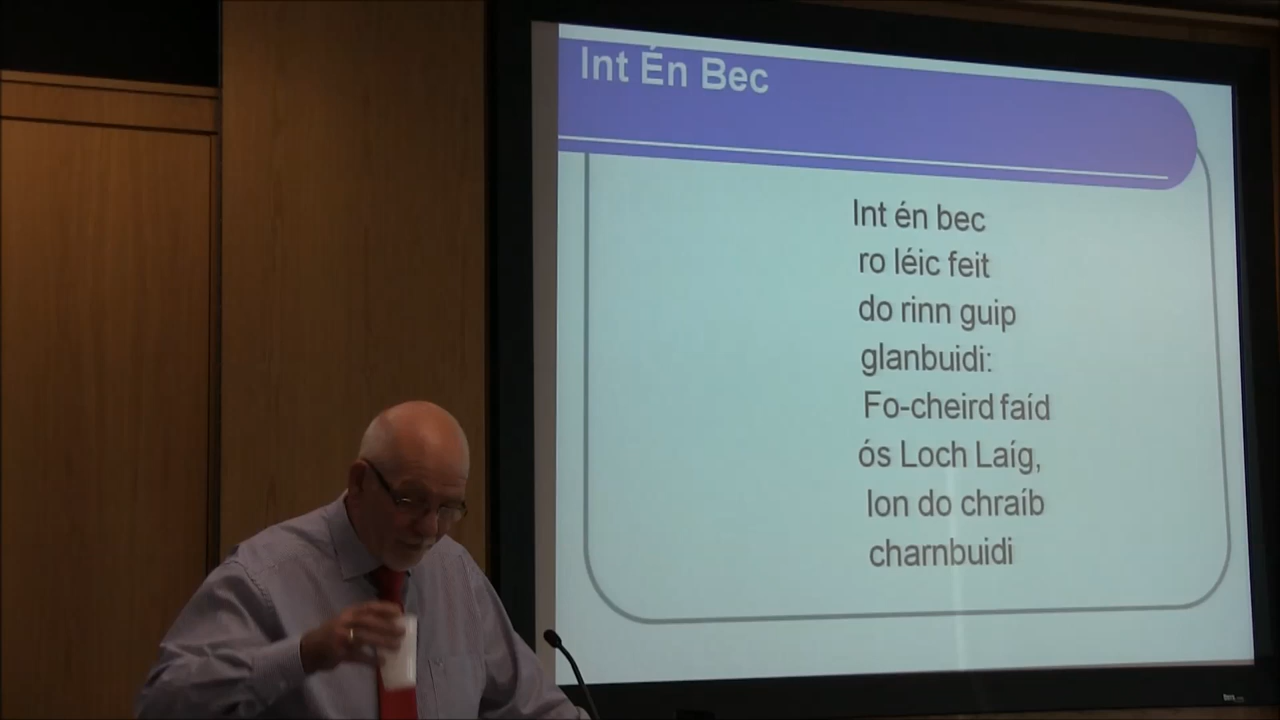 Int Én Bec
Int én bec
ro léic feit
do rinn guip
glanbuidi:
Fo-cheird faíd
ós Loch Laíg,
lon do chraíb
charnbuidi